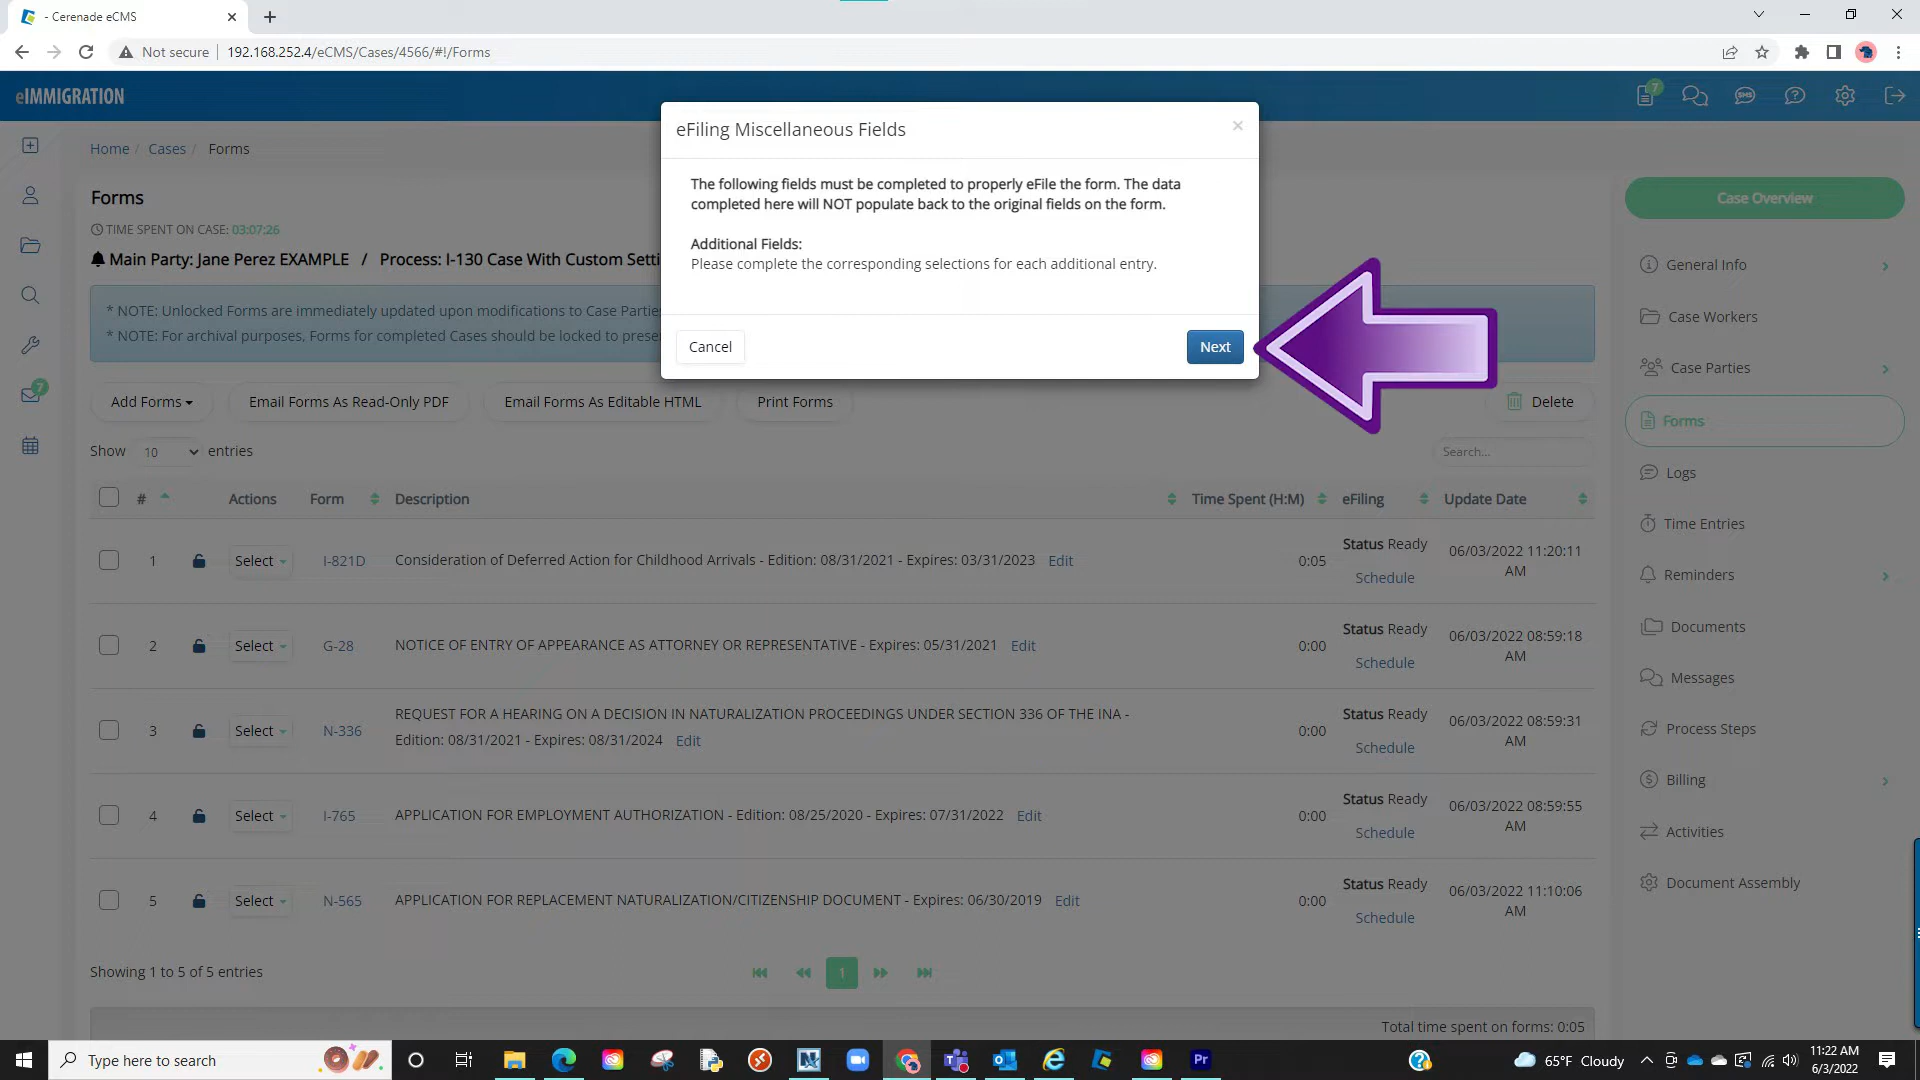 - Cerenade eCMS
Not secure
192.168.252.4/eCMS/Cases/4566/#!/Forms
eIMMIGRATION
7
SMS
Home / Cases / Forms
Forms
TIME SPENT ON CASE: 03:07:26
Main Party: Jane Perez EXAMPLE / Process: I-130 Case With Custom Setti
* NOTE: Unlocked Forms are immediately updated upon modifications to Case Partie
* NOTE: For archival purposes, Forms for completed Cases should be locked to prese
eFiling Miscellaneous Fields
The following fields must be completed to properly eFile the form. The data
completed here will NOT populate back to the original fields on the form.
Additional Fields:
Please complete the corresponding selections for each additional entry.
Cancel
Next
7
Add Forms
Email Forms As Read-Only PDF
Email Forms As Editable HTML
Print Forms
Delete
Show 10 entries
Search...
# Actions Form Description Time Spent (H:M) eFiling Update Date
1 Select I-821D Consideration of Deferred Action for Childhood Arrivals - Edition: 08/31/2021 - Expires: 03/31/2023 Edit 0:05 Status Ready 06/03/2022 11:20:11
Schedule AM
2 Select G-28 NOTICE OF ENTRY OF APPEARANCE AS ATTORNEY OR REPRESENTATIVE - Expires: 05/31/2021 Edit 0:00 Status Ready 06/03/2022 08:59:18
Schedule AM
3 Select N-336 REQUEST FOR A HEARING ON A DECISION IN NATURALIZATION PROCEEDINGS UNDER SECTION 336 OF THE INA -
Edition: 08/31/2021 - Expires: 08/31/2024 Edit 0:00 Status Ready 06/03/2022 08:59:31
Schedule AM
4 Select I-765 APPLICATION FOR EMPLOYMENT AUTHORIZATION - Edition: 08/25/2020 - Expires: 07/31/2022 Edit 0:00 Status Ready 06/03/2022 08:59:55
Schedule AM
5 Select N-565 APPLICATION FOR REPLACEMENT NATURALIZATION/CITIZENSHIP DOCUMENT - Expires: 06/30/2019 Edit 0:00 Status Ready 06/03/2022 11:10:06
Schedule AM
Showing 1 to 5 of 5 entries
1
Total time spent on forms: 0:05
Case Overview
General Info
Case Workers
Case Parties
Forms
Logs
Time Entries
Reminders
Documents
Messages
Process Steps
Billing
Activities
Document Assembly
Type here to search
Pr
65°F Cloudy
11:22 AM
6/3/2022